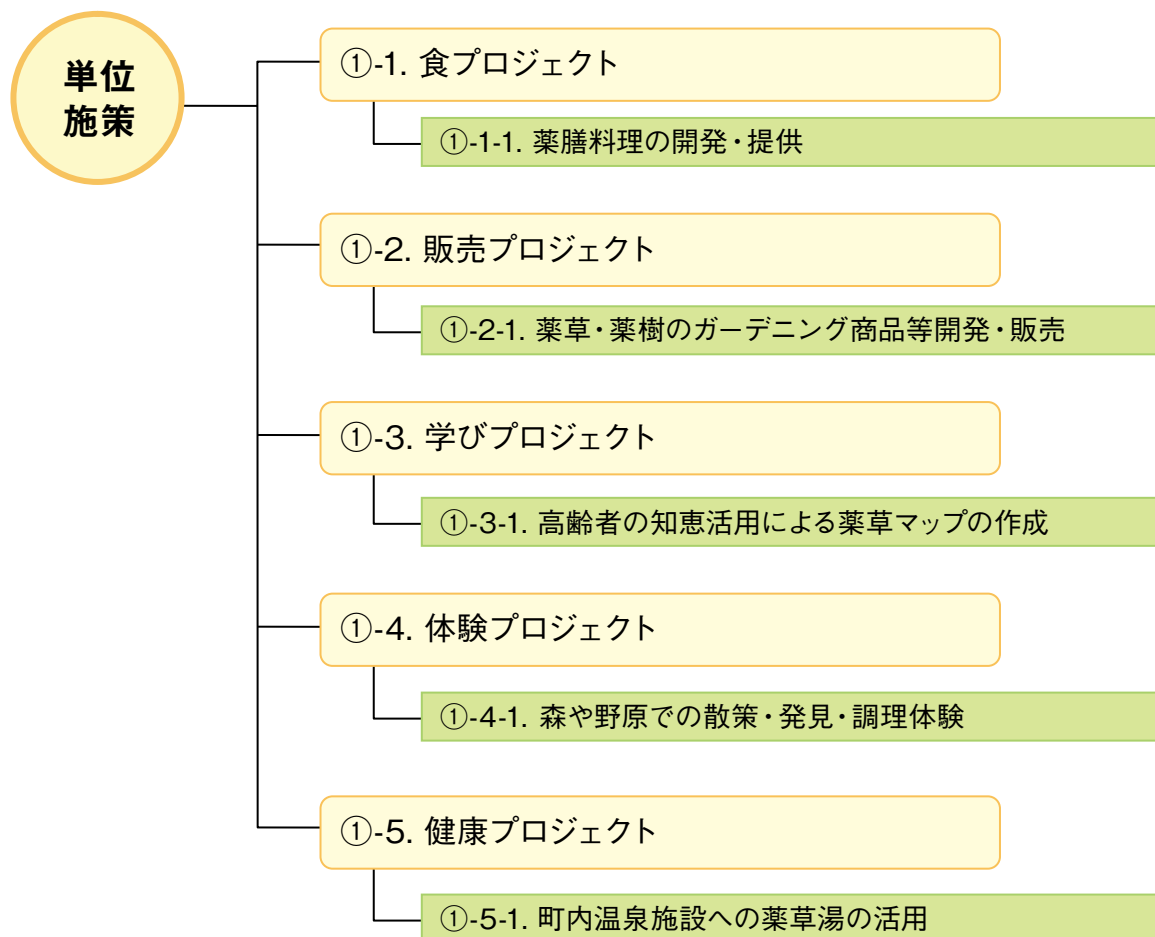 単位
施策
①-1. 食プロジェクト
①-1-1. 薬膳料理の開発・提供
①-2. 販売プロジェクト
①-2-1. 薬草・薬樹のガーデニング商品等開発・販売
①-3. 学びプロジェクト
①-3-1. 高齢者の知恵活用による薬草マップの作成
①-4. 体験プロジェクト
①-4-1. 森や野原での散策・発見・調理体験
①-5. 健康プロジェクト
①-5-1. 町内温泉施設への薬草湯の活用